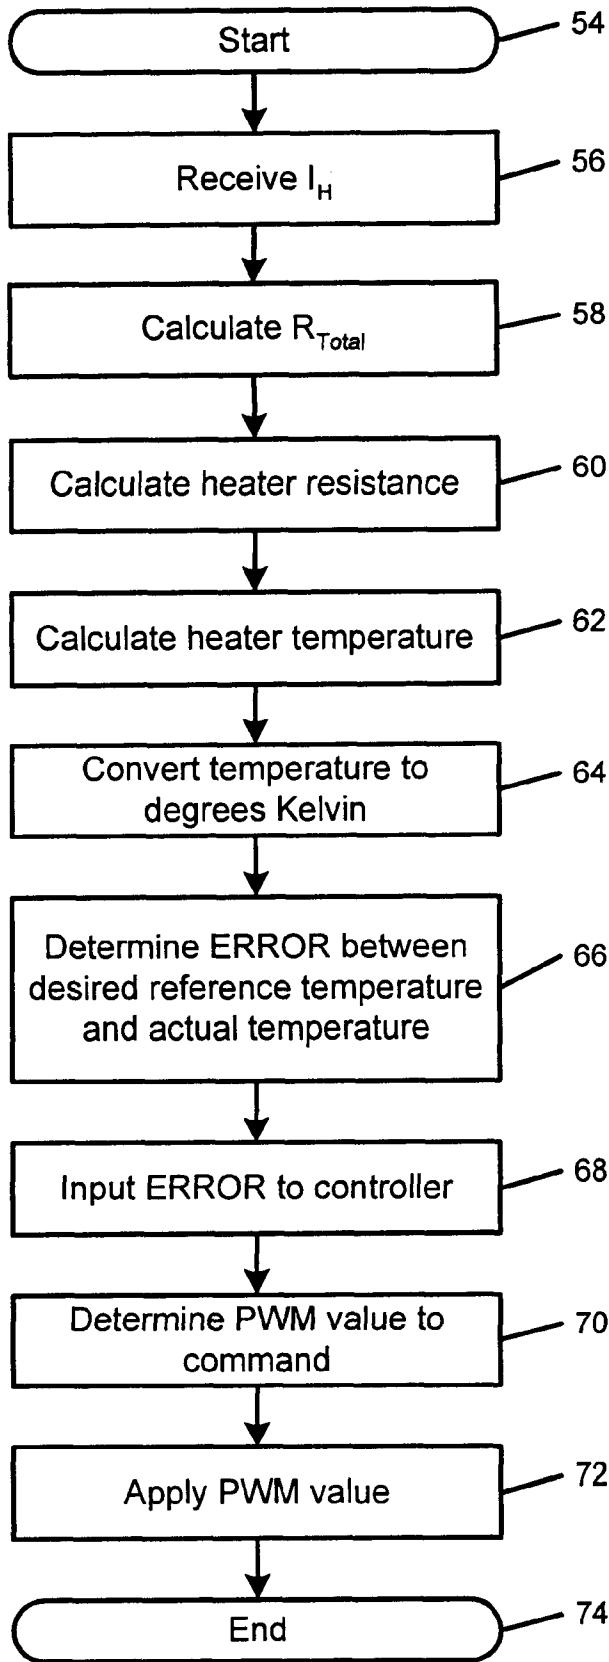 Start
54
Receive I_H
56
Calculate R_Total
58
Calculate heater resistance
60
Calculate heater temperature
62
Convert temperature to
degrees Kelvin
64
Determine ERROR between
desired reference temperature
and actual temperature
66
Input ERROR to controller
68
Determine PWM value to
command
70
Apply PWM value
72
End
74